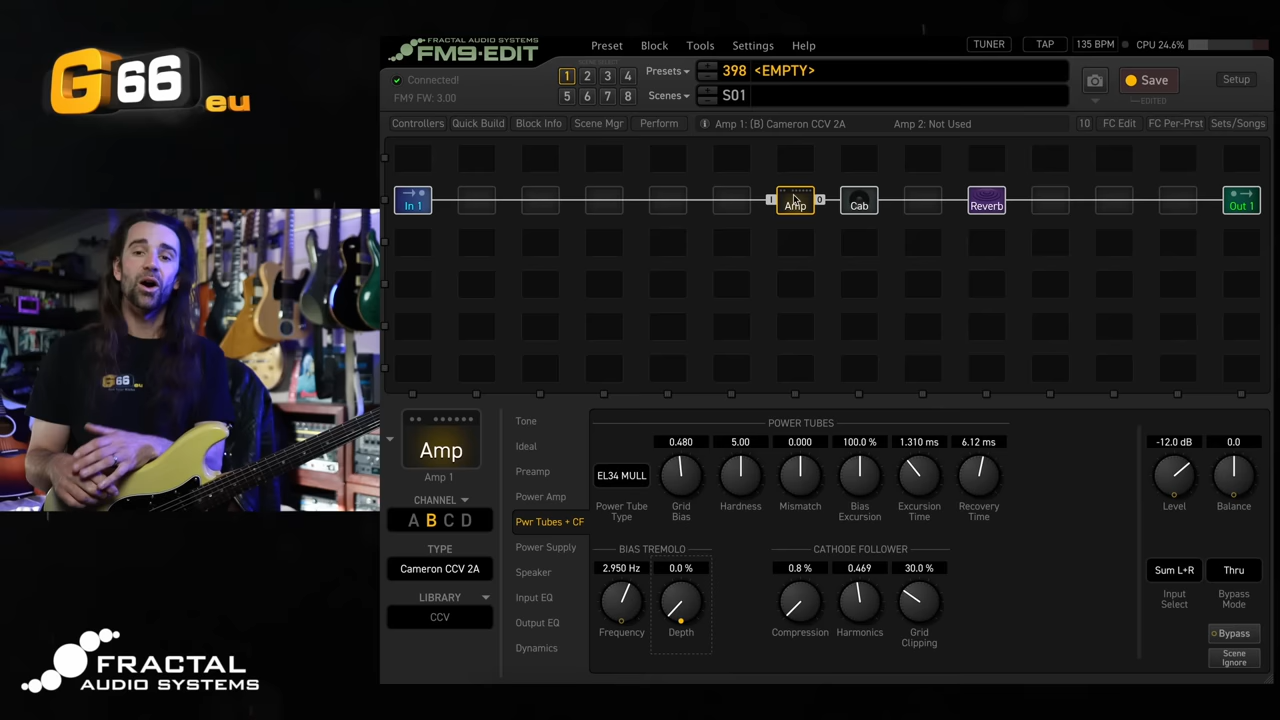 G66
.eu
FRACTAL AUDIO SYSTEMS
FM9-EDIT
Preset Block Tools Settings Help
TUNER TAP 135 BPM CPU 24.6%
Connected!
FM9 FW: 3.00
SCENE SELECT
1 2 3 4
5 6 7 8
Presets 398 <EMPTY>
Scenes S01
Save
EDITED
Setup
Controllers Quick Build Block Info Scene Mgr Perform
Amp 1: (B) Cameron CCV 2A Amp 2: Not Used
10 FC Edit FC Per-Prst Sets/Songs
In 1 I Amp O Cab Reverb Out 1
G66.eu
Amp
Amp 1
CHANNEL
A B C D
TYPE
Cameron CCV 2A
LIBRARY
CCV
Tone
Ideal
Preamp
Power Amp
Pwr Tubes + CF
Power Supply
Speaker
Input EQ
Output EQ
Dynamics
POWER TUBES
0.480 5.00 0.000 100.0 % 1.310 ms 6.12 ms
EL34 MULL
Power Tube Type
Grid Bias
Hardness
Mismatch
Bias Excursion
Excursion Time
Recovery Time
BIAS TREMOLO
2.950 Hz 0.0 %
Frequency Depth
CATHODE FOLLOWER
0.8 % 0.469 30.0 %
Compression
Harmonics
Grid Clipping
-12.0 dB 0.0
Level Balance
Sum L+R Thru
Input Select
Bypass Mode
Bypass
Scene Ignore
FRACTAL
AUDIO SYSTEMS